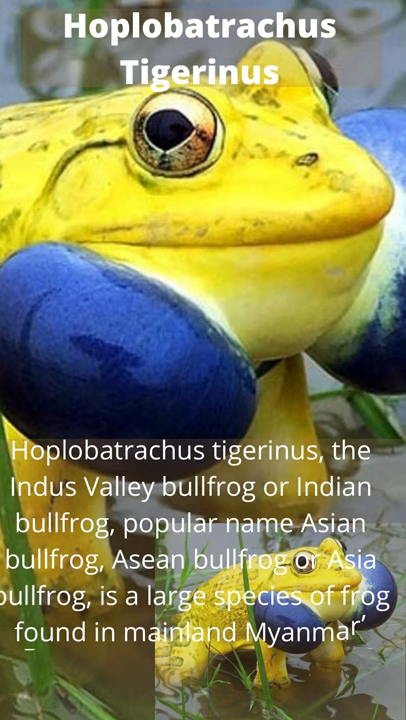 Hoplobatrachus
Tigerinus
Hoplobatrachus tigerinus, the
Indus Valley bullfrog or Indian
bullfrog, popular name Asian
bullfrog, Asean bullfrog or Asia
bullfrog, is a large species of frog
found in mainland Myanmar